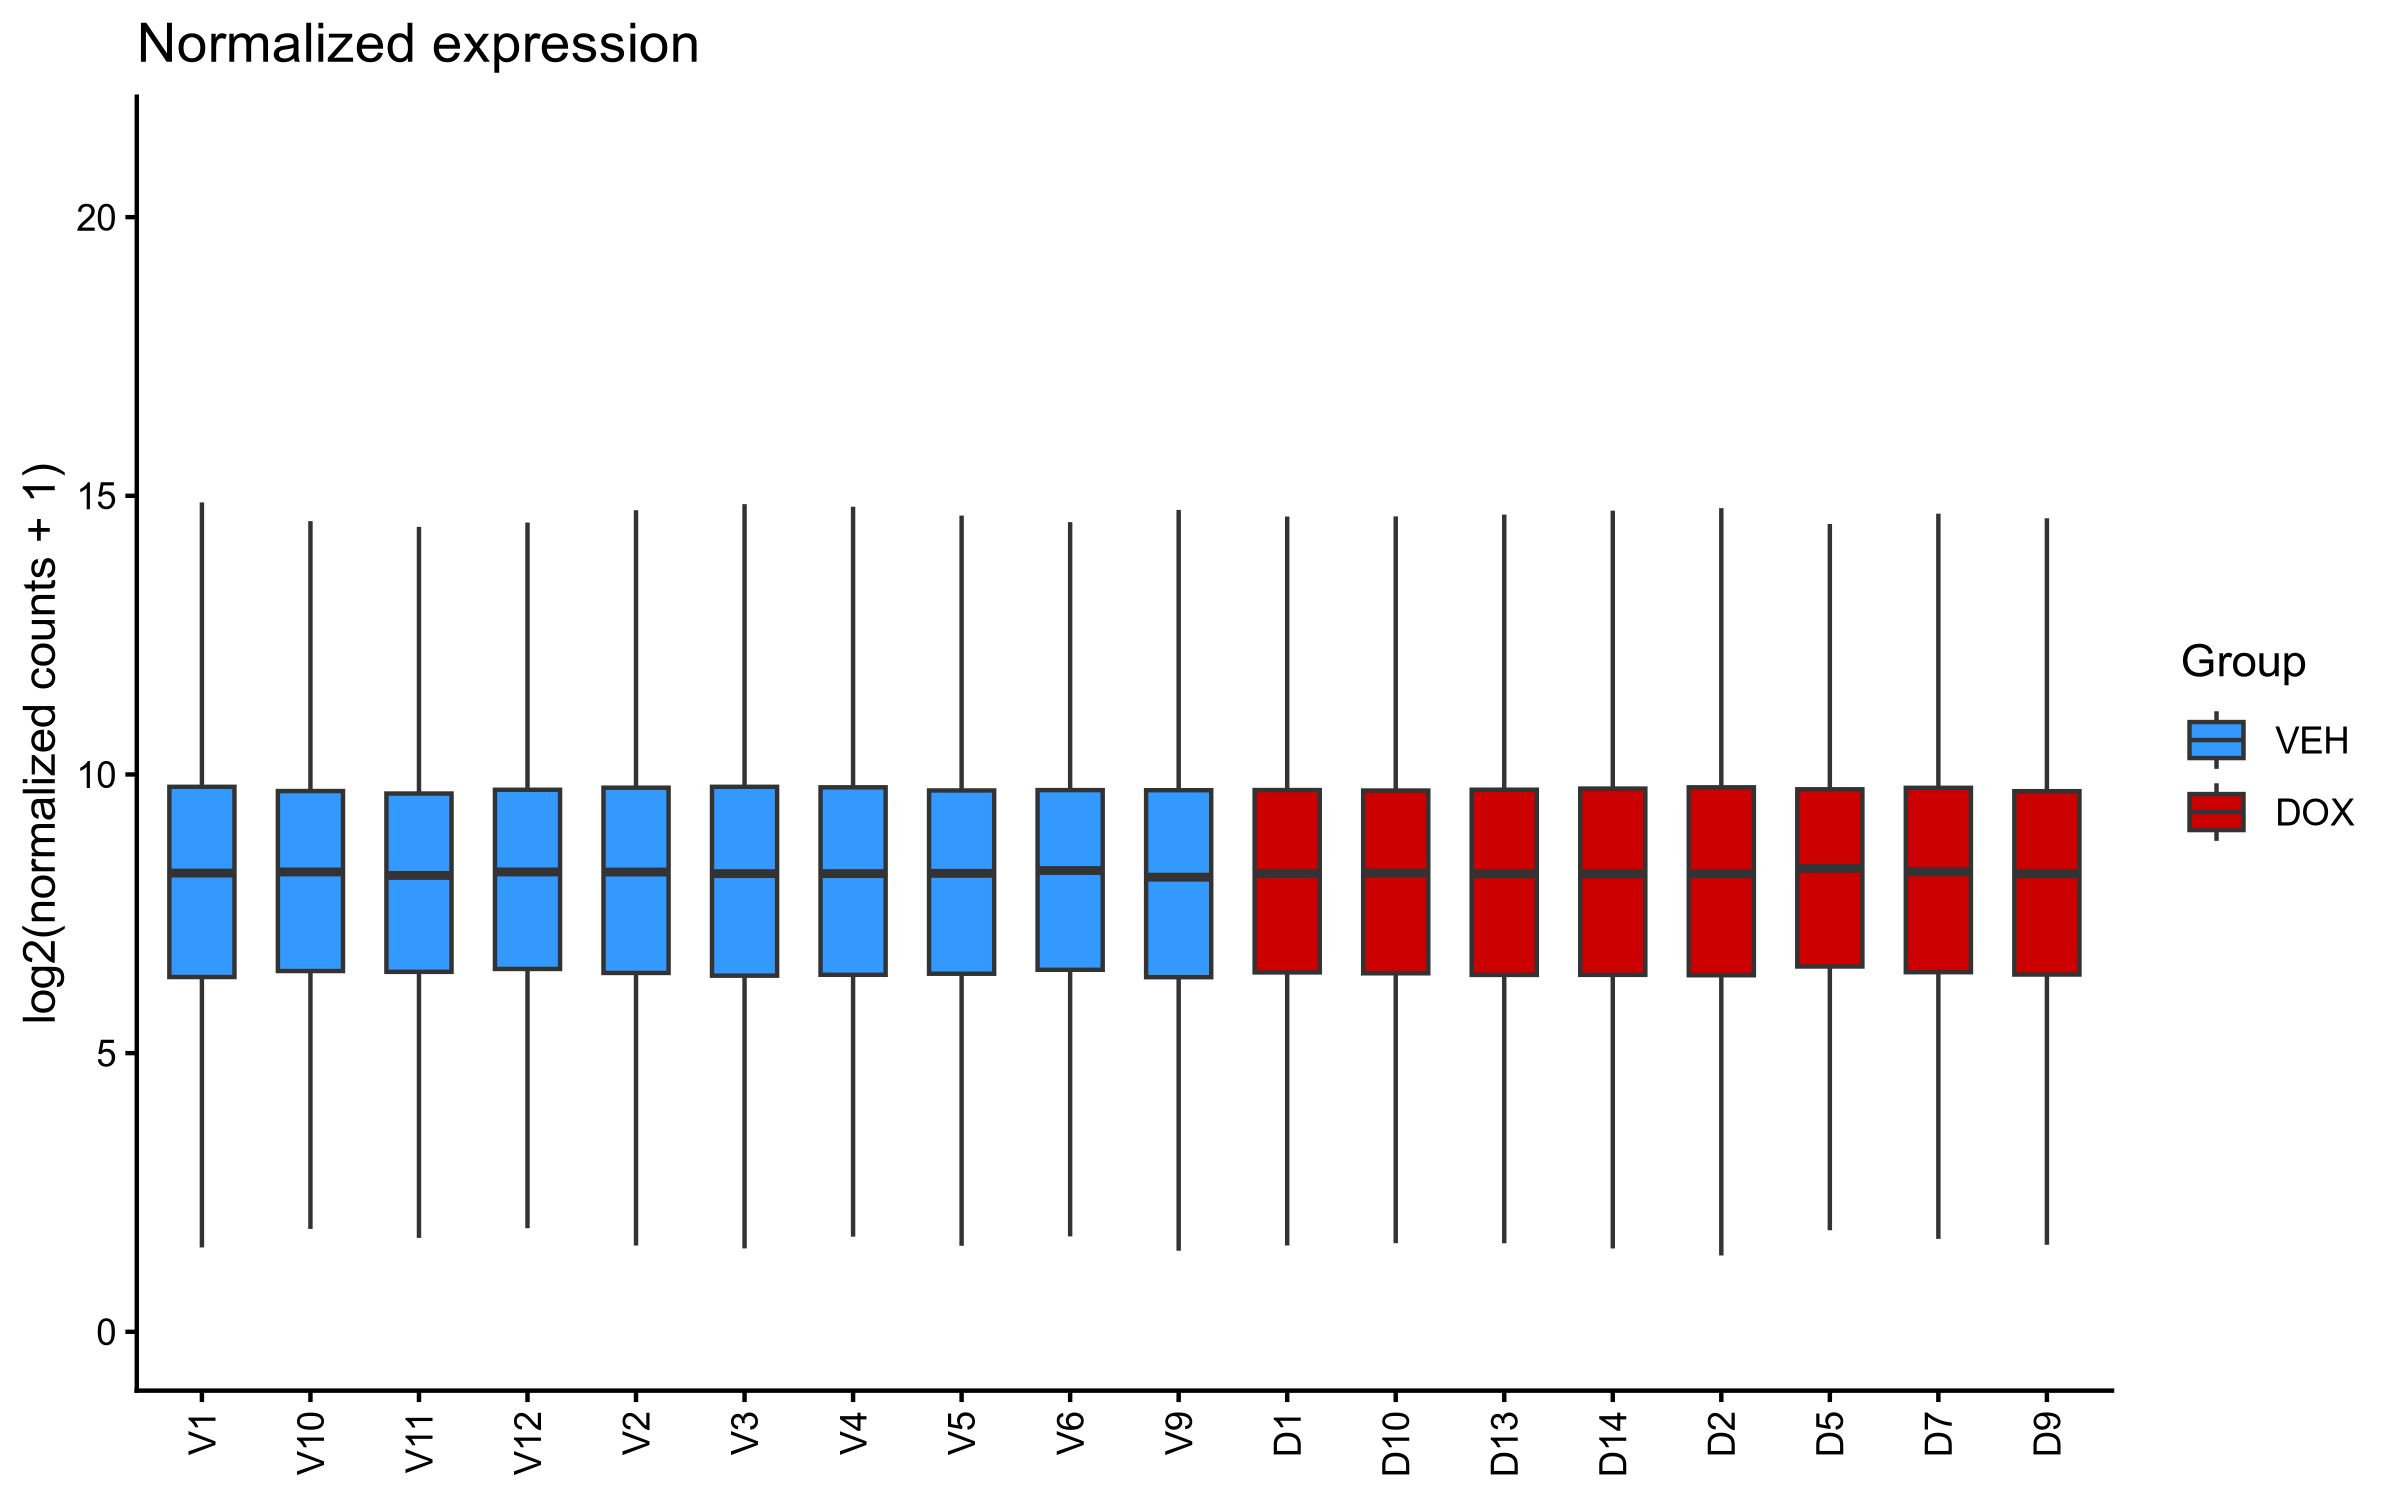 Normalized expression
log2(normalized counts + 1)
20
15
10
5
0
V1
V10
V11
V12
V2
V3
V4
V5
V6
V9
D1
D10
D13
D14
D2
D5
D7
D9
Group
VEH
DOX